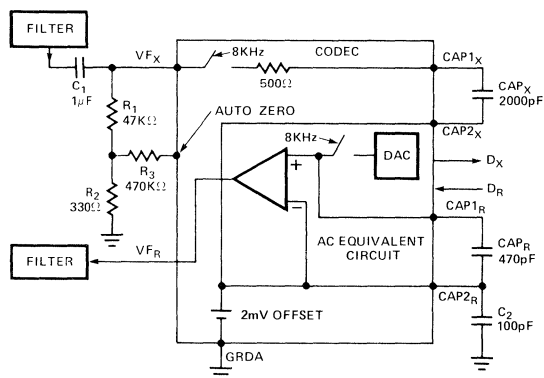 FILTER
VFX
8KHz
CODEC
CAP1X
C1
1μF
500Ω
CAPX
2000pF
R1
47KΩ
AUTO ZERO
CAP2X
8KHz
DAC
DX
R3
470KΩ
+
DR
R2
330Ω
−
CAP1R
VFR
AC EQUIVALENT
CIRCUIT
CAPR
470pF
FILTER
CAP2R
2mV OFFSET
C2
100pF
GRDA